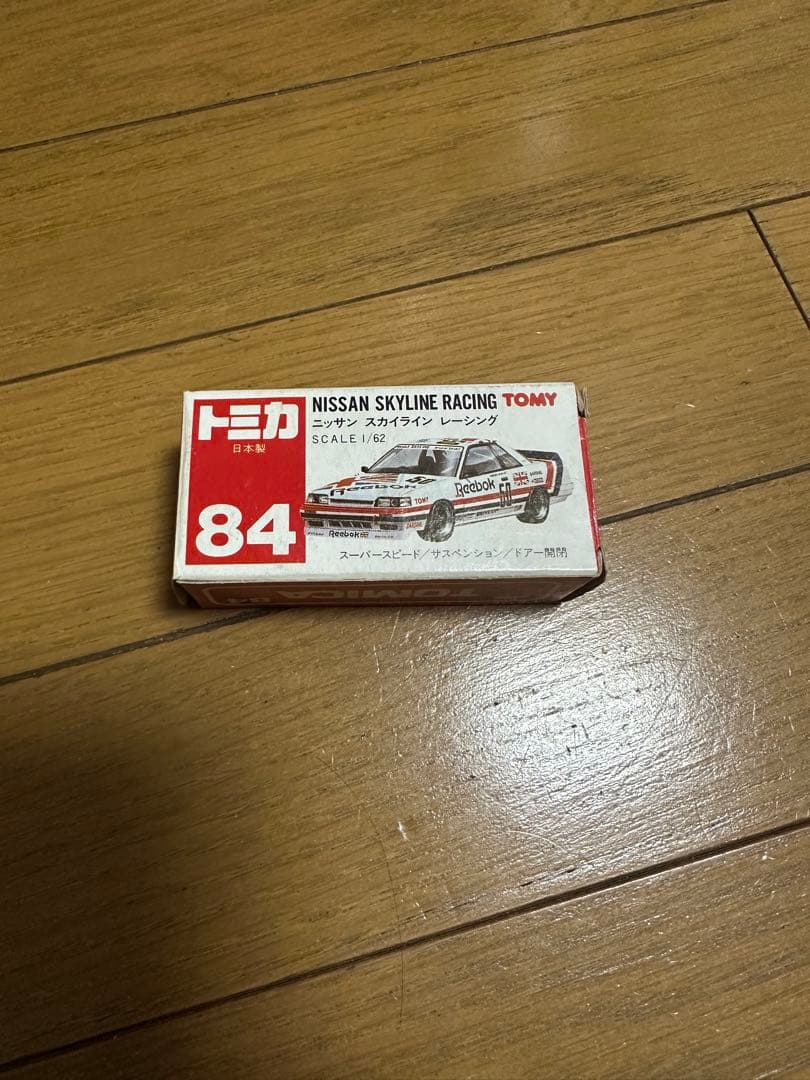 トミカ
日本製
84
NISSAN SKYLINE RACING TOMY
ニッサン スカイライン レーシング
SCALE 1/62
60
Reebok
TOMY
Reebok
60
Reebok
スーパースピード/サスペンション/ドアー開閉
TOMICA